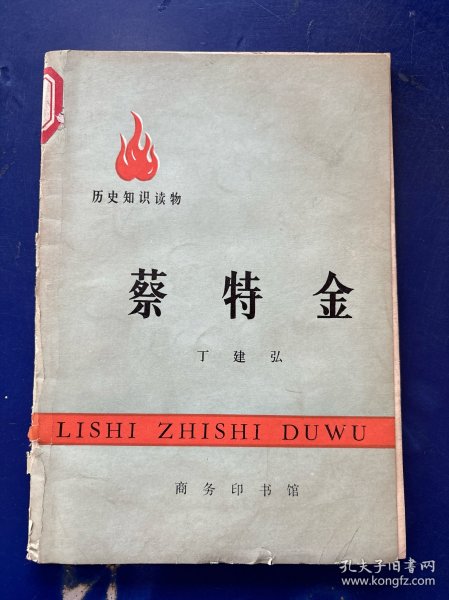 历史知识读物
蔡特金
丁建弘
LISHI ZHISHI DUWU
商务印书馆
孔夫子旧书网
www.kongfz.com